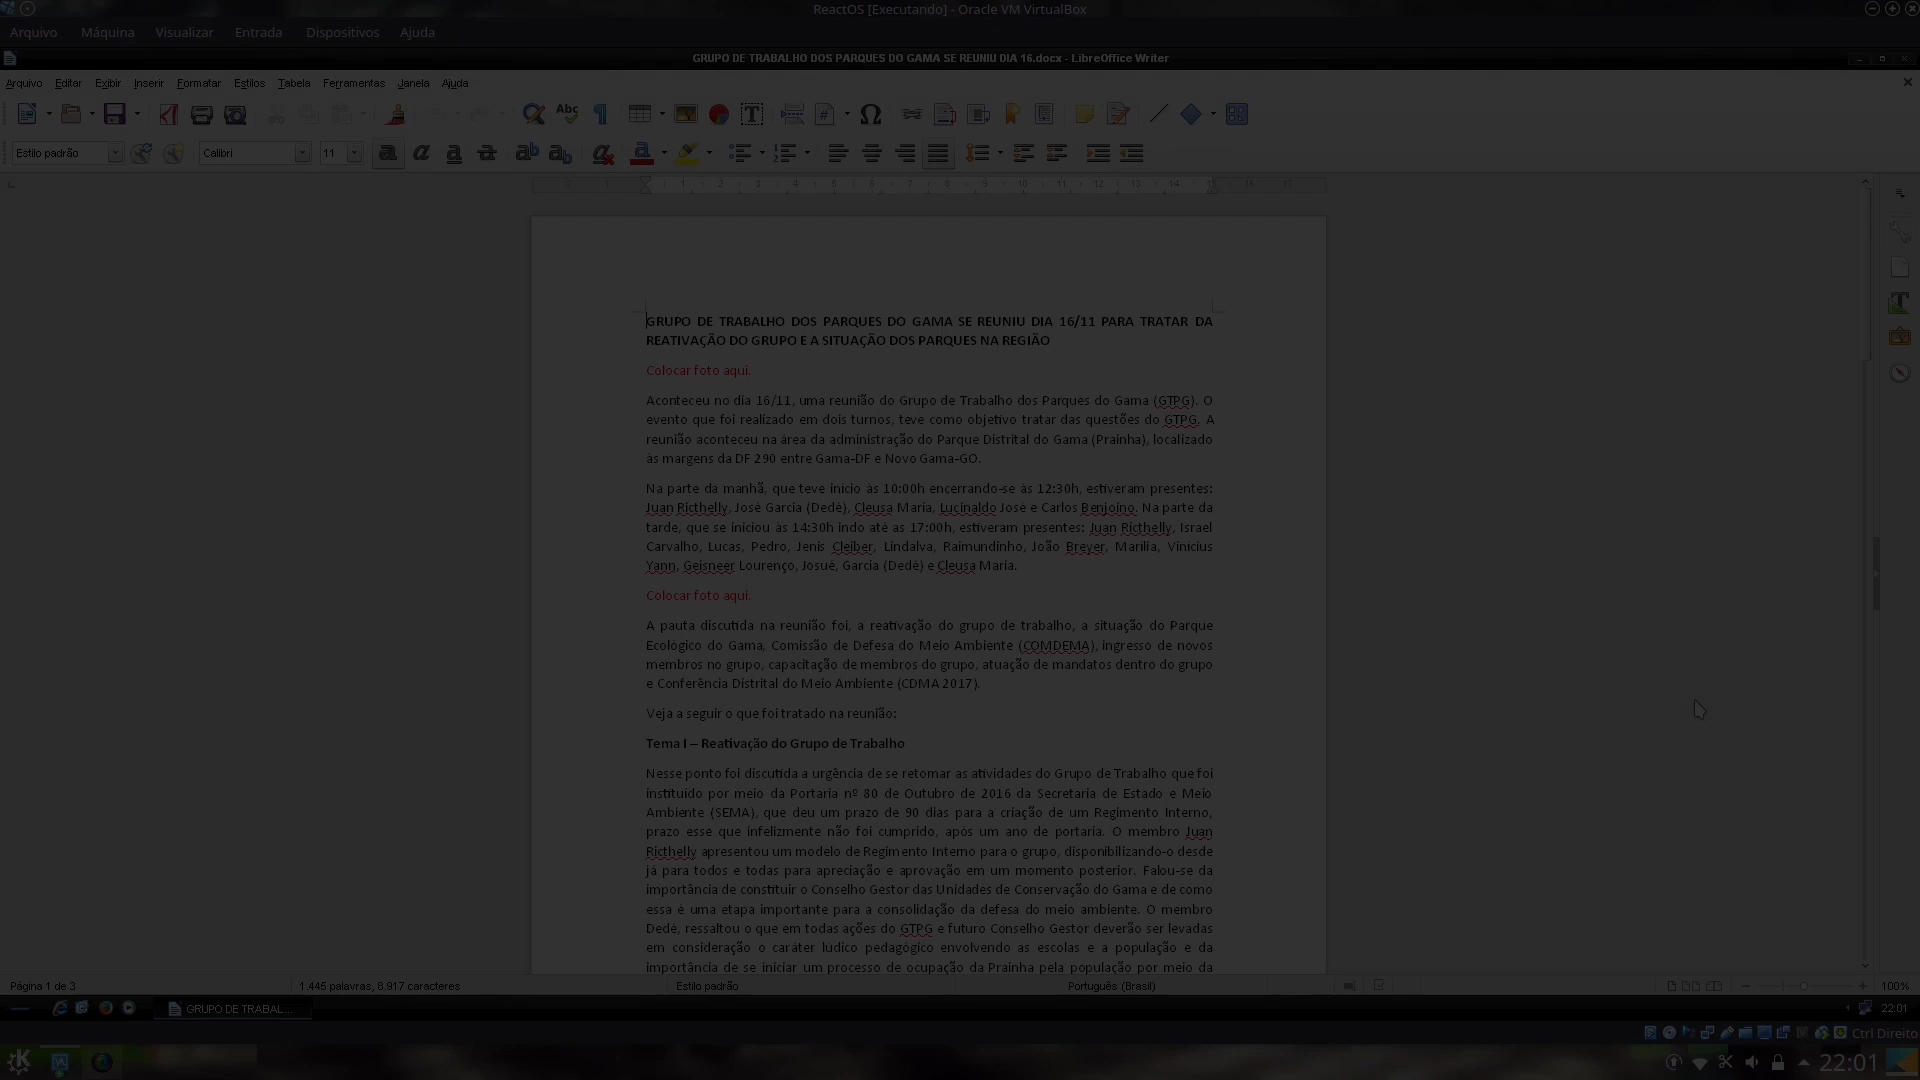 ReactOS [Executando] - Oracle VM VirtualBox
Arquivo Máquina Visualizar Entrada Dispositivos Ajuda
GRUPO DE TRABALHO DOS PARQUES DO GAMA SE REUNIU DIA 16.docx - LibreOffice Writer
Arquivo Editar Exibir Inserir Formatar Estilos Tabela Ferramentas Janela Ajuda
Estilo padrão Calibri 11
1 2 3 4 5 6 7 8 9 10 11 12 13 14 15 16 17
GRUPO DE TRABALHO DOS PARQUES DO GAMA SE REUNIU DIA 16/11 PARA TRATAR DA
REATIVAÇÃO DO GRUPO E A SITUAÇÃO DOS PARQUES NA REGIÃO
Colocar foto aqui.
Aconteceu no dia 16/11, uma reunião do Grupo de Trabalho dos Parques do Gama (GTPG). O
evento que foi realizado em dois turnos, teve como objetivo tratar das questões do GTPG. A
reunião aconteceu na área da administração do Parque Distrital do Gama (Prainha), localizado
às margens da DF 290 entre Gama-DF e Novo Gama-GO.
Na parte da manhã, que teve inicio às 10:00h encerrando-se às 12:30h, estiveram presentes:
Juan Ricthelly, José Garcia (Dedé), Cleusa Maria, Lucinaldo José e Carlos Benjoino. Na parte da
tarde, que se iniciou às 14:30h indo até as 17:00h, estiveram presentes: Juan Ricthelly, Israel
Carvalho, Lucas, Pedro, Jenis Cleiber, Lindalva, Raimundinho, João Breyer, Marilia, Vinicius
Yann, Geisneer Lourenço, Josué, Garcia (Dedé) e Cleusa Maria.
Colocar foto aqui.
A pauta discutida na reunião foi, a reativação do grupo de trabalho, a situação do Parque
Ecológico do Gama, Comissão de Defesa do Meio Ambiente (COMDEMA), ingresso de novos
membros no grupo, capacitação de membros do grupo, atuação de mandatos dentro do grupo
e Conferência Distrital do Meio Ambiente (CDMA 2017).
Veja a seguir o que foi tratado na reunião:
Tema I – Reativação do Grupo de Trabalho
Nesse ponto foi discutida a urgência de se retomar as atividades do Grupo de Trabalho que foi
instituído por meio da Portaria nº 80 de Outubro de 2016 da Secretaria de Estado e Meio
Ambiente (SEMA), que deu um prazo de 90 dias para a criação de um Regimento Interno,
prazo esse que infelizmente não foi cumprido, após um ano de portaria. O membro Juan
Ricthelly apresentou um modelo de Regimento Interno para o grupo, disponibilizando-o desde
já para todos e todas para apreciação e aprovação em um momento posterior. Falou-se da
importância de constituir o Conselho Gestor das Unidades de Conservação do Gama e de como
essa é uma etapa importante para a consolidação da defesa do meio ambiente. O membro
Dedé, ressaltou o que em todas ações do GTPG e futuro Conselho Gestor deverão ser levadas
em consideração o caráter lúdico pedagógico envolvendo as escolas e a população e da
importância de se iniciar um processo de ocupação da Prainha pela população por meio da
Página 1 de 3 1.445 palavras, 8.917 caracteres Estilo padrão Português (Brasil) 100%
GRUPO DE TRABAL... 22:01
Ctrl Direito
22:01